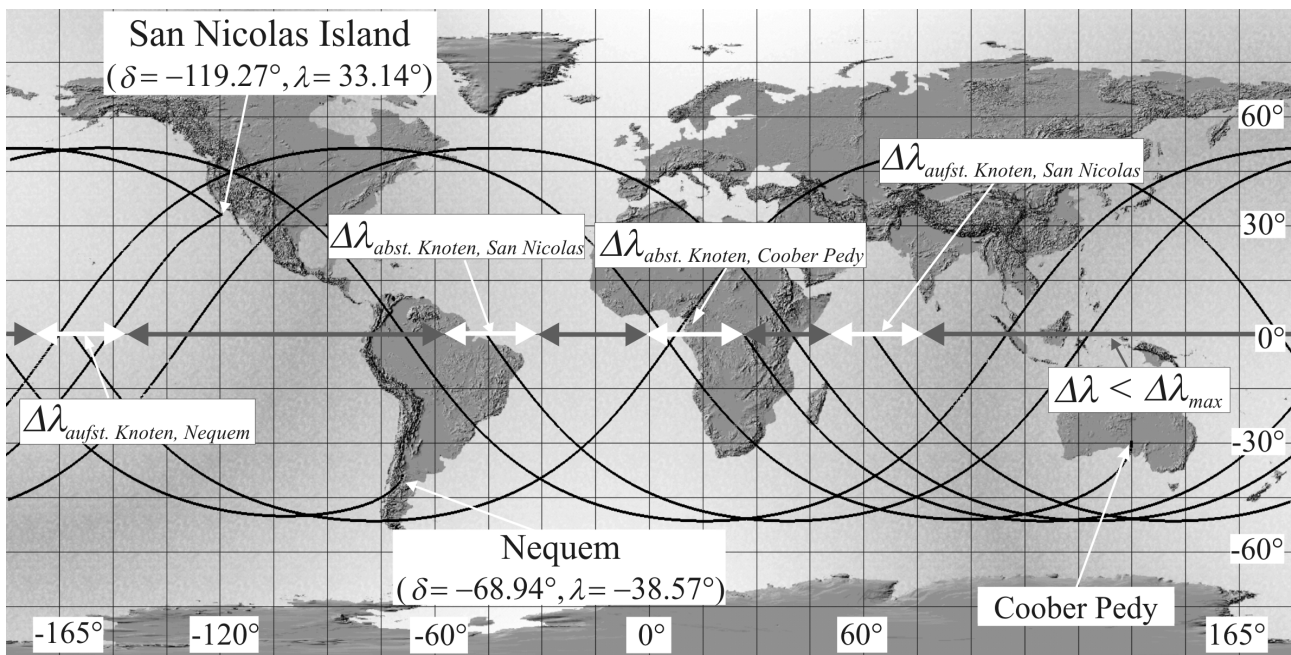 San Nicolas Island
(δ = −119.27°, λ = 33.14°)
60°
Δλaufst. Knoten, San Nicolas
30°
Δλabst. Knoten, San Nicolas
Δλabst. Knoten, Coober Pedy
0°
Δλ < Δλmax
Δλaufst. Knoten, Nequem
-30°
Nequem
(δ = −68.94°, λ = −38.57°)
-60°
Coober Pedy
-165°
-120°
-60°
0°
60°
165°